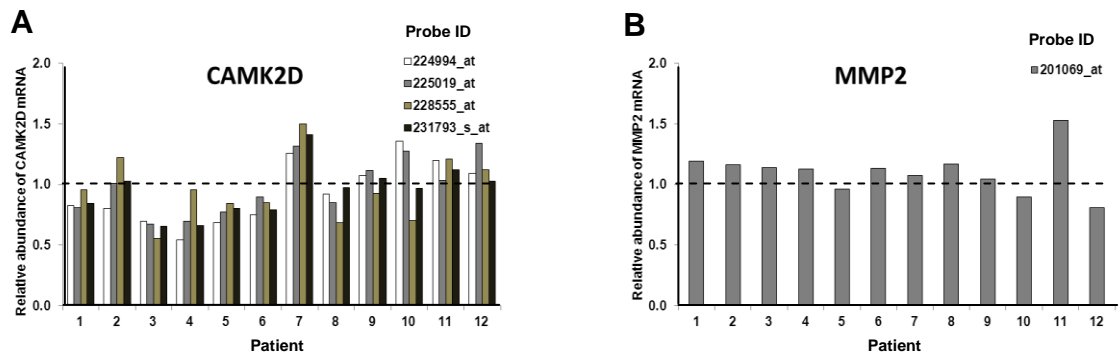 A
Probe ID
224994_at
225019_at
228555_at
231793_s_at
CAMK2D
Relative abundance of CAMK2D mRNA
2.0
1.5
1.0
0.5
0.0
1 2 3 4 5 6 7 8 9 10 11 12
Patient
B
Probe ID
201069_at
MMP2
Relative abundance of MMP2 mRNA
2.0
1.5
1.0
0.5
0.0
1 2 3 4 5 6 7 8 9 10 11 12
Patient